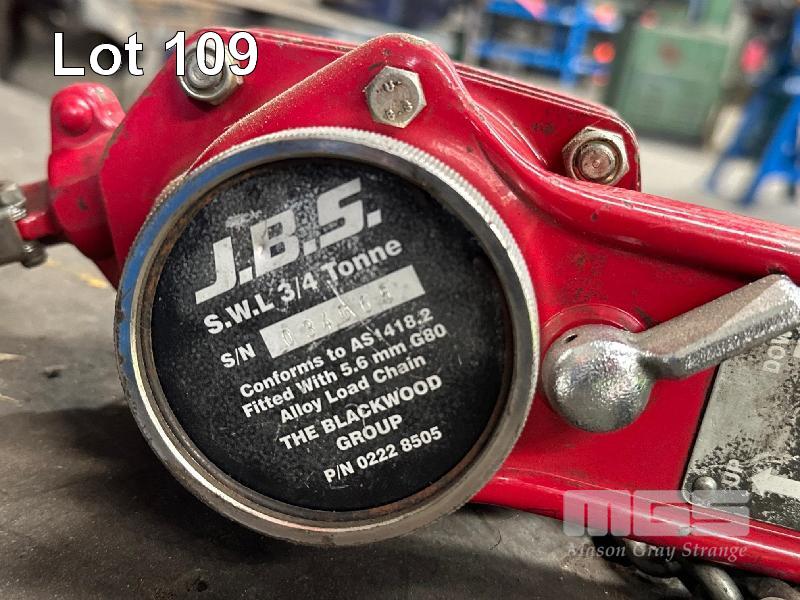 Lot 109
J.B.S.
S.W.L 3/4 Tonne
S/N
Conforms to AS1418.2
Fitted With 5.6 mm G80
Alloy Load Chain
THE BLACKWOOD
GROUP
P/N 0222 8505
UP
MGS
Mason Gray Strange